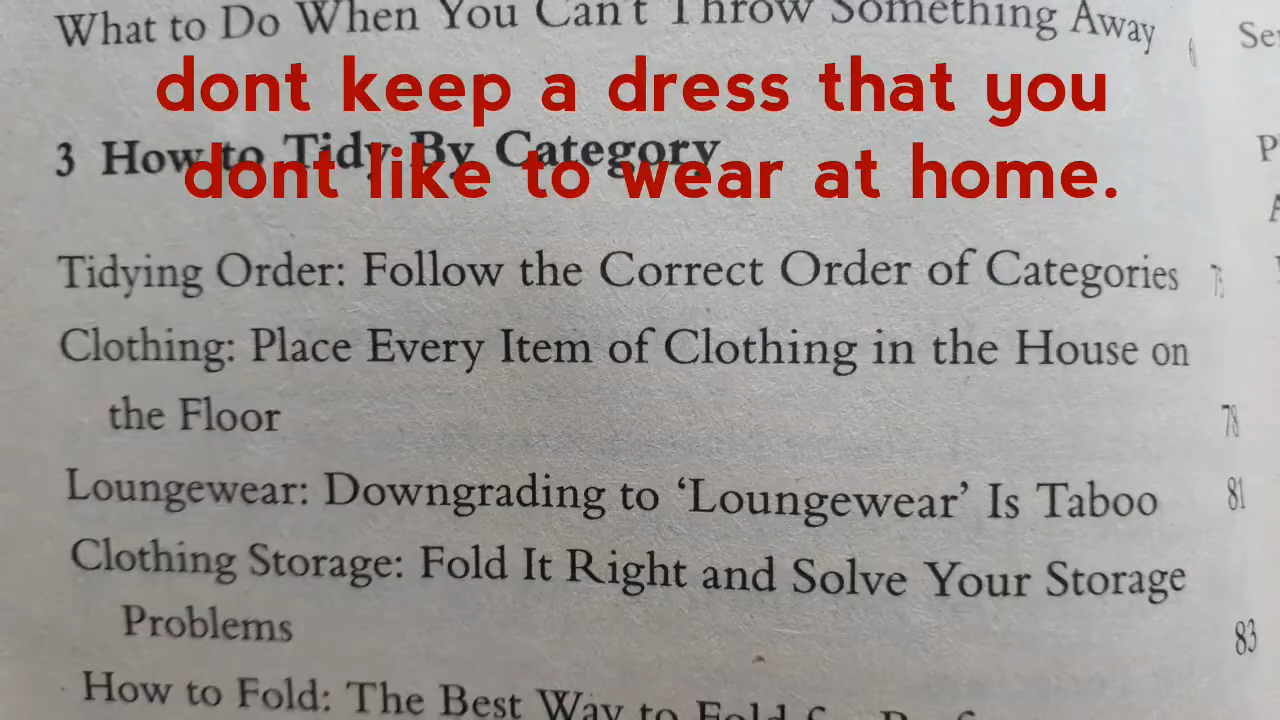 What to Do When You Can't Throw Something Away
Se
dont keep a dress that you
3 How to Tidy By Category
P
dont like to wear at home.
Tidying Order: Follow the Correct Order of Categories
Clothing: Place Every Item of Clothing in the House on
the Floor 78
Loungewear: Downgrading to ‘Loungewear’ Is Taboo 81
Clothing Storage: Fold It Right and Solve Your Storage
Problems 83
How to Fold: The Best Way to Fold